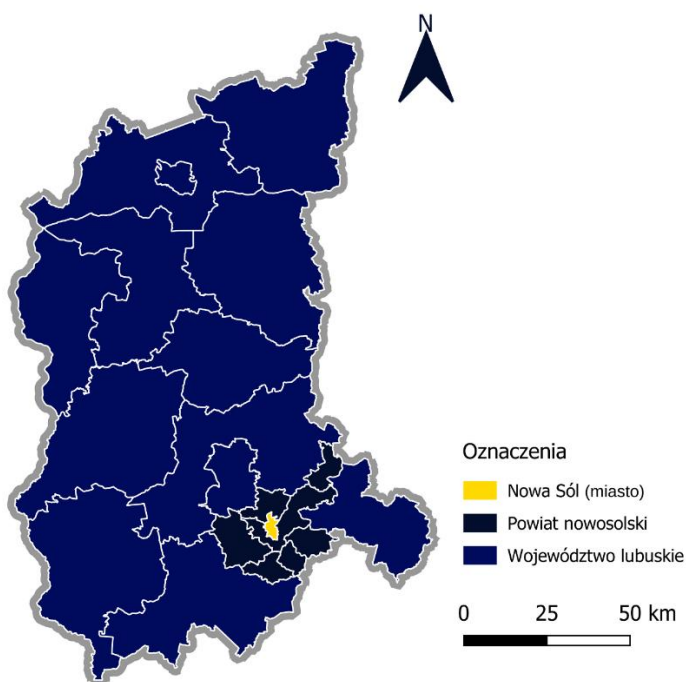 N
Oznaczenia
Nowa Sól (miasto)
Powiat nowosolski
Województwo lubuskie
0 25 50 km